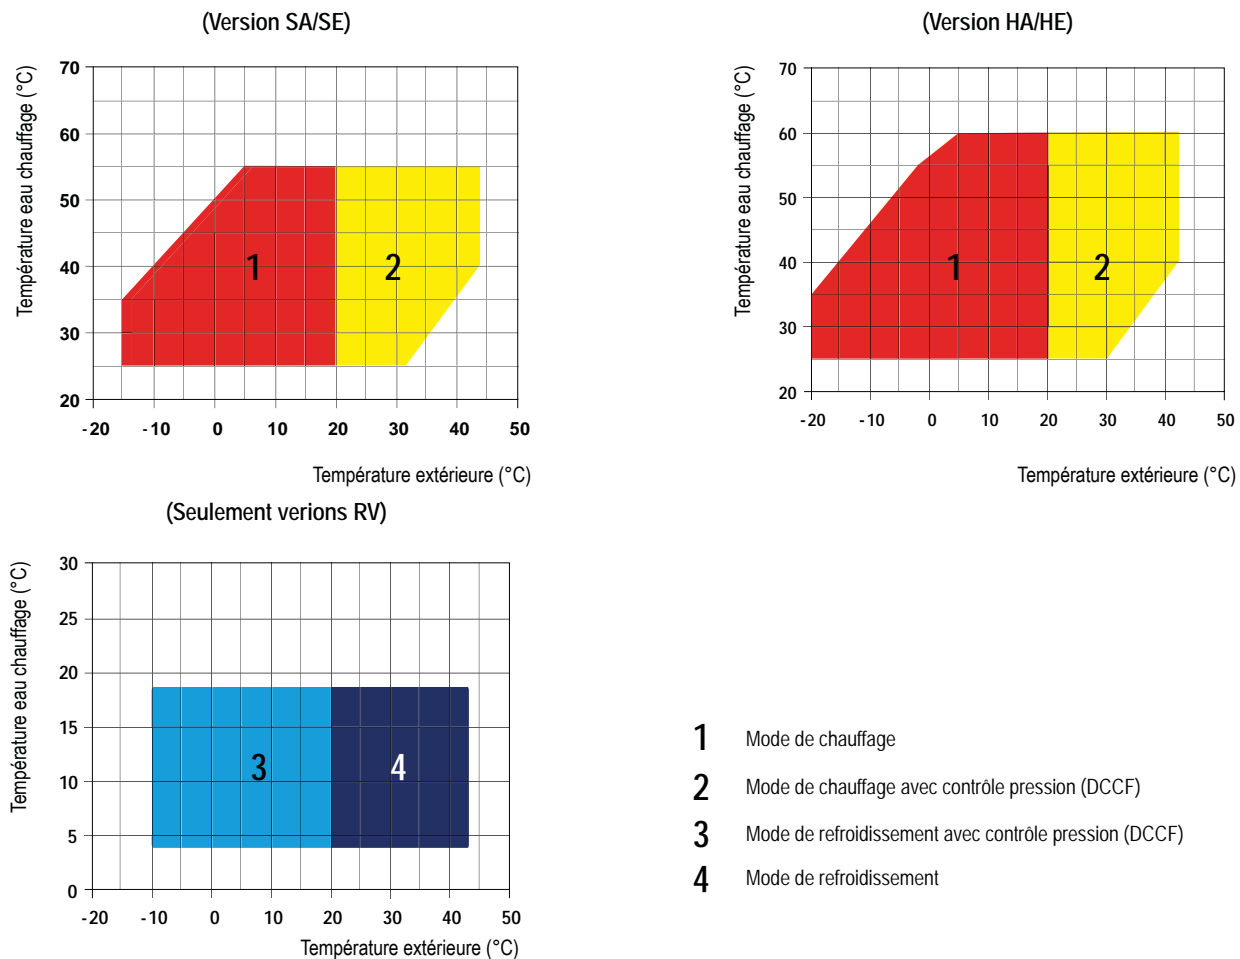 (Version SA/SE)
Température eau chauffage (°C)
70
60
50
40
30
20
1
2
-20 -10 0 10 20 30 40 50
Température extérieure (°C)
(Version HA/HE)
Température eau chauffage (°C)
70
60
50
40
30
20
1
2
-20 -10 0 10 20 30 40 50
Température extérieure (°C)
(Seulement verions RV)
Température eau chauffage (°C)
30
25
20
15
10
5
0
3
4
-20 -10 0 10 20 30 40 50
Température extérieure (°C)
1 Mode de chauffage
2 Mode de chauffage avec contrôle pression (DCCF)
3 Mode de refroidissement avec contrôle pression (DCCF)
4 Mode de refroidissement